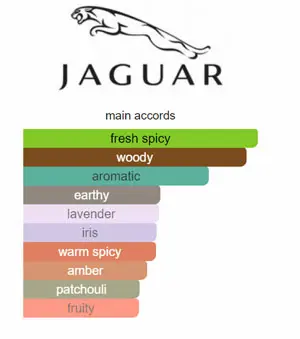 JAGUAR
main accords
fresh spicy
woody
aromatic
earthy
lavender
iris
warm spicy
amber
patchouli
fruity